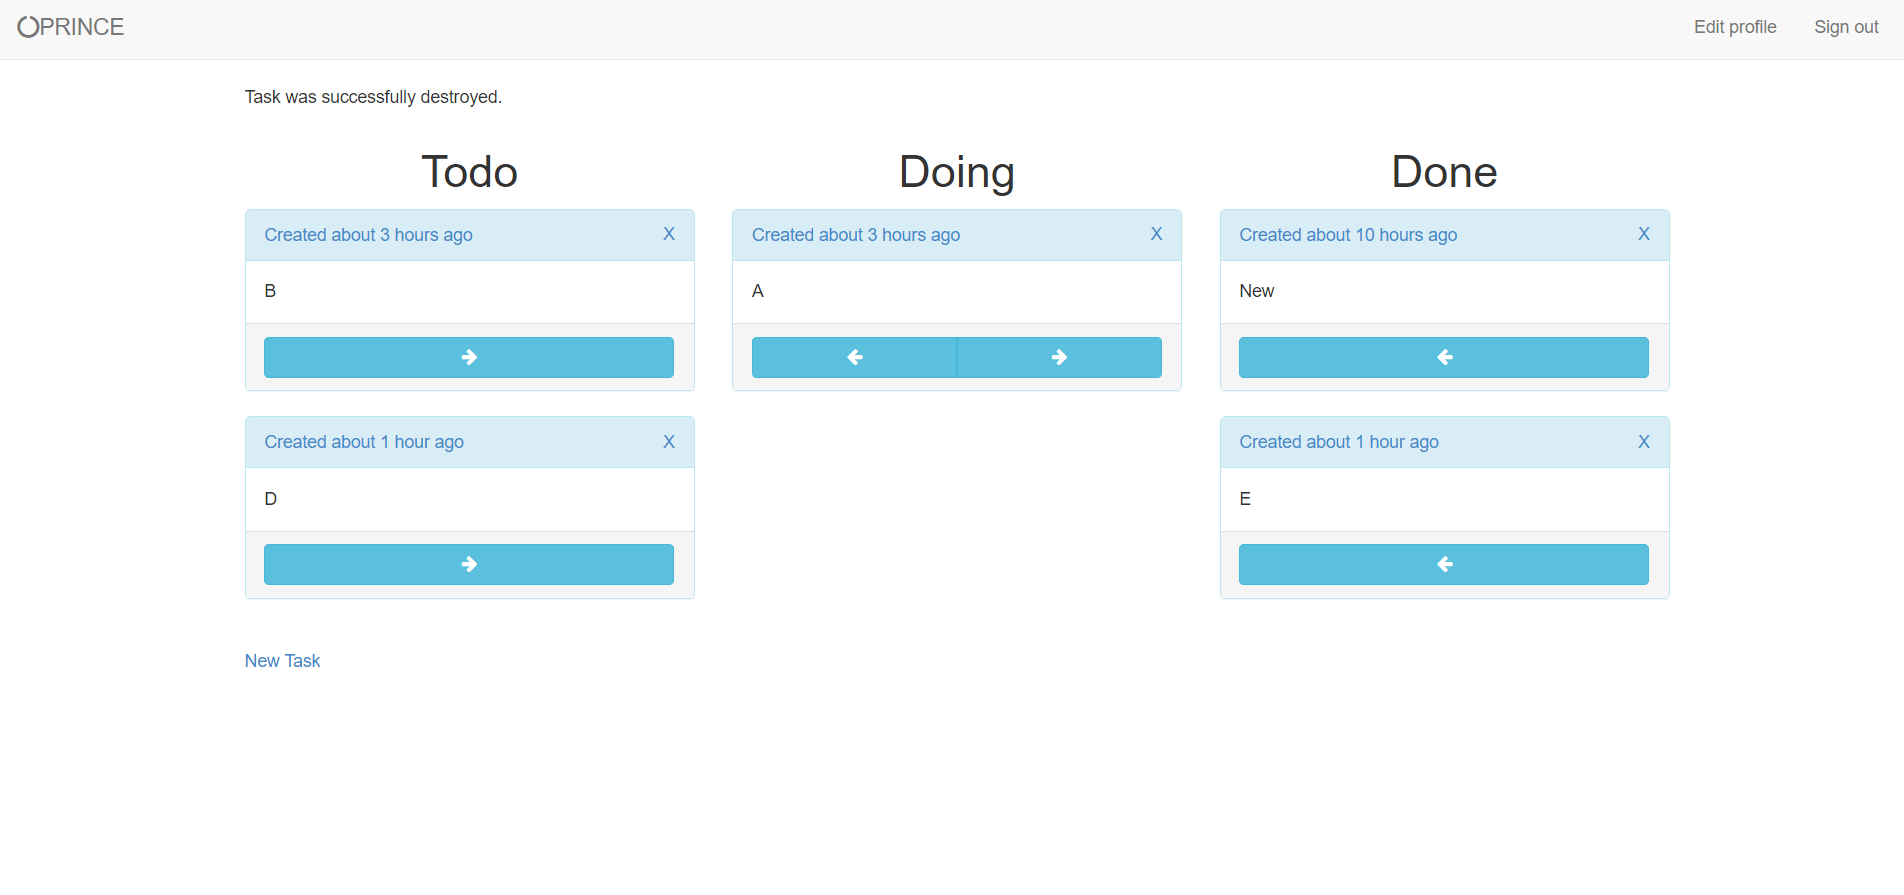 PRINCE
Edit profile
Sign out
Task was successfully destroyed.
Todo
Created about 3 hours ago X
B
Created about 1 hour ago X
D
Doing
Created about 3 hours ago X
A
Done
Created about 10 hours ago X
New
Created about 1 hour ago X
E
New Task